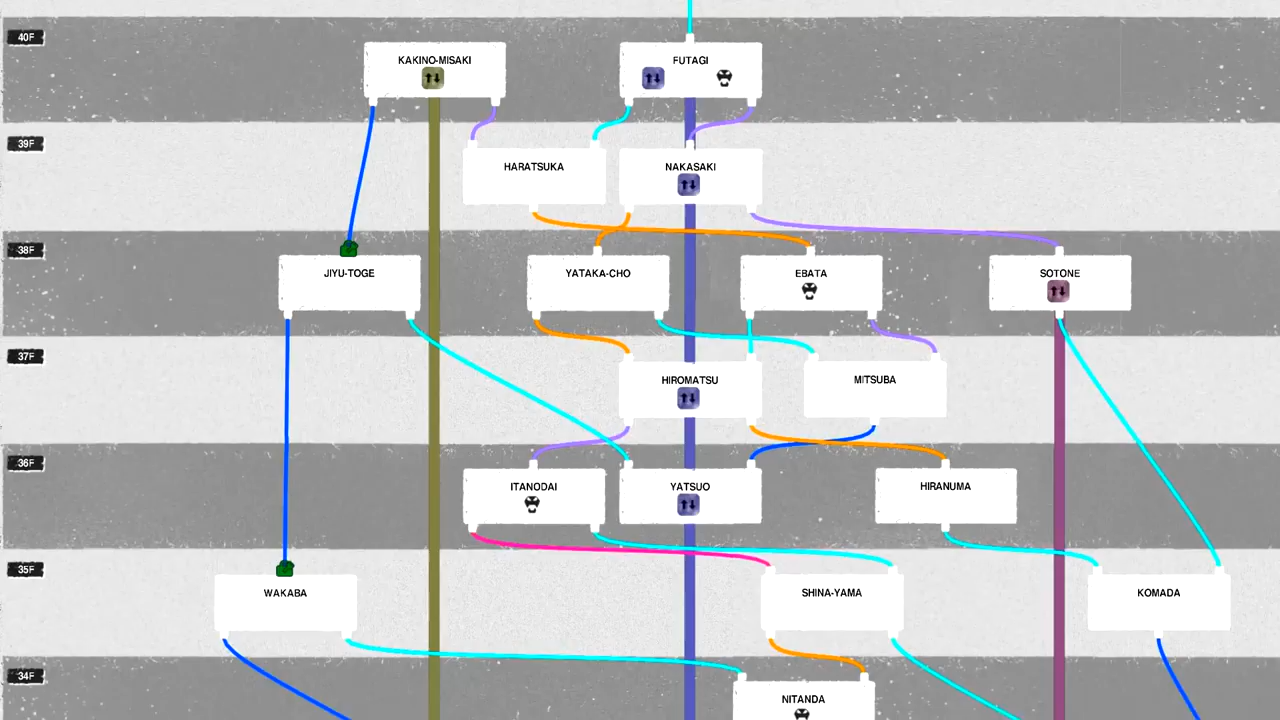 40F
KAKINO-MISAKI
FUTAGI
39F
HARATSUKA
NAKASAKI
38F
JIYU-TOGE
YATAKA-CHO
EBATA
SOTONE
37F
HIROMATSU
MITSUBA
36F
ITANODAI
YATSUO
HIRANUMA
35F
WAKABA
SHINA-YAMA
KOMADA
34F
NITANDA